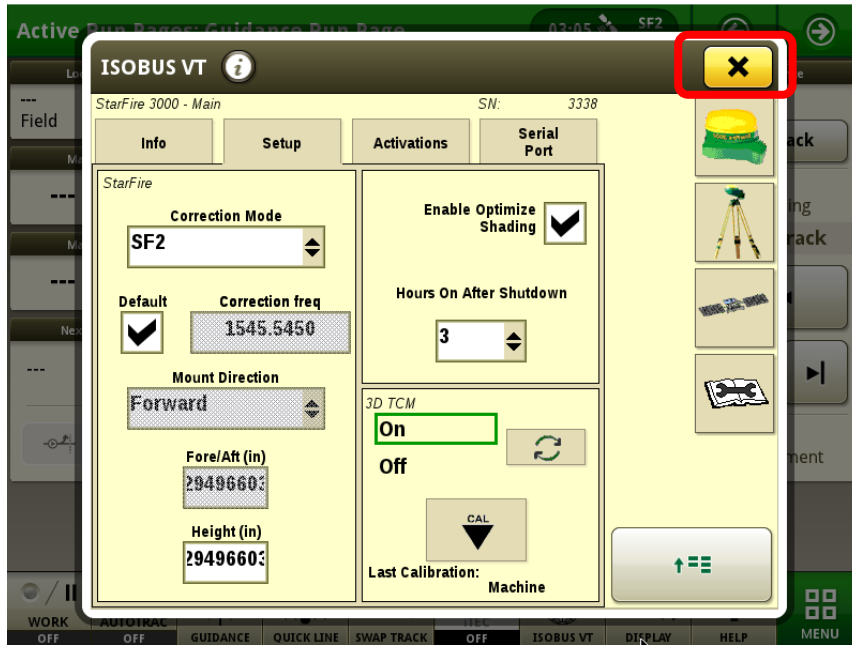 Active Run Pages: Guidance Run Page
03:05
SF2
ISOBUS VT
StarFire 3000 - Main
SN:
3338
Info
Setup
Activations
Serial
Port
StarFire
Correction Mode
SF2
Default
Correction freq
1545.5450
Mount Direction
Forward
Fore/Aft (in)
Height (in)
Enable Optimize
Shading
Hours On After Shutdown
3
3D TCM
On
Off
CAL
Last Calibration:
Machine
---
Field
---
---
Nex
---
ack
ing
rack
ment
WORK
OFF
AUTOTRAC
OFF
GUIDANCE
QUICK LINE
SWAP TRACK
iTEC
OFF
ISOBUS VT
DISPLAY
HELP
MENU